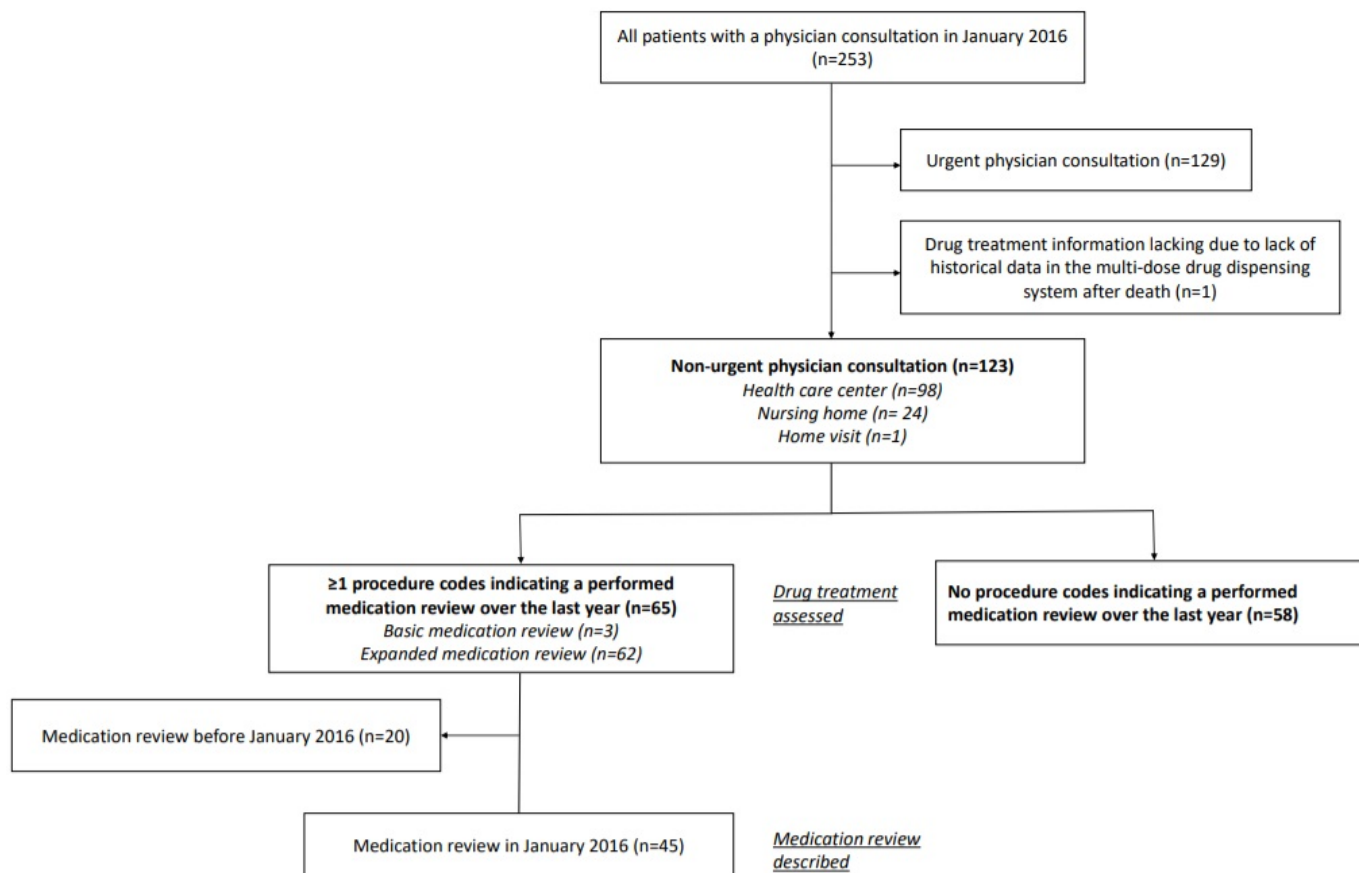 All patients with a physician consultation in January 2016
(n=253)
Urgent physician consultation (n=129)
Drug treatment information lacking due to lack of
historical data in the multi-dose drug dispensing
system after death (n=1)
Non-urgent physician consultation (n=123)
Health care center (n=98)
Nursing home (n= 24)
Home visit (n=1)
≥1 procedure codes indicating a performed
medication review over the last year (n=65)
Basic medication review (n=3)
Expanded medication review (n=62)
Drug treatment
assessed
No procedure codes indicating a performed
medication review over the last year (n=58)
Medication review before January 2016 (n=20)
Medication review in January 2016 (n=45)
Medication review
described